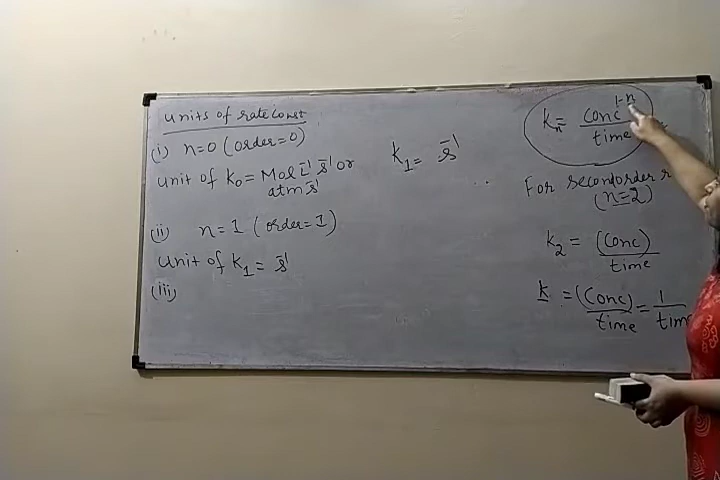 units of rate const
(i) n=0 (order=0)
unit of k₀ = Mol L̄¹ s̄¹ or
atm s̄¹
(ii) n = 1 (order=1)
unit of k₁ = s̄¹
(iii)
k₁ = s̄¹
kₙ = conc¹⁻ⁿ / time
For second order
(n=2)
k₂ = (conc) / time
k = (conc) / time = 1 / time